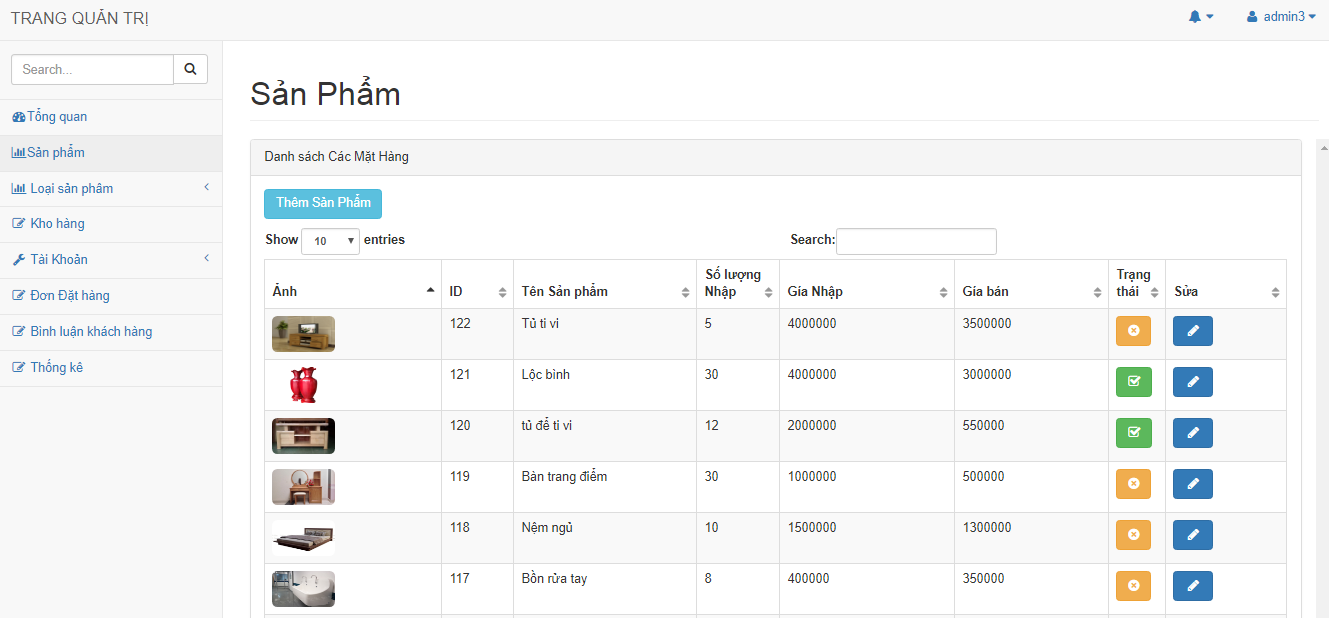 TRANG QUẢN TRỊ
admin3
Search...
Tổng quan
Sản phẩm
Loại sản phâm
Kho hàng
Tài Khoản
Đơn Đặt hàng
Bình luận khách hàng
Thống kê
Sản Phẩm
Danh sách Các Mặt Hàng
Thêm Sản Phẩm
Show 10 entries
Search:
Ảnh ID Tên Sản phẩm Số lượng Nhập Gía Nhập Gía bán Trạng thái Sửa
122 Tủ ti vi 5 4000000 3500000
121 Lộc bình 30 4000000 3000000
120 tủ để ti vi 12 2000000 550000
119 Bàn trang điểm 30 1000000 500000
118 Nệm ngủ 10 1500000 1300000
117 Bồn rửa tay 8 400000 350000